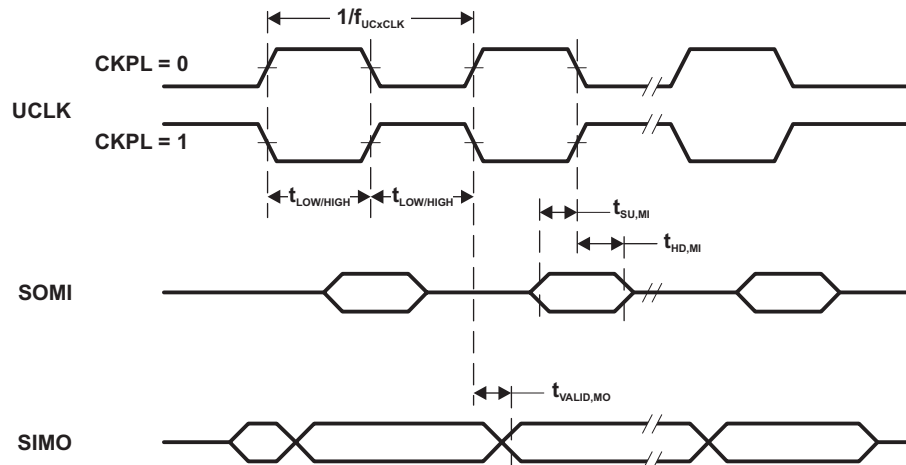 1/fUCxCLK
CKPL = 0
UCLK
CKPL = 1
tLOW/HIGH tLOW/HIGH
tSU,MI
tHD,MI
SOMI
tVALID,MO
SIMO